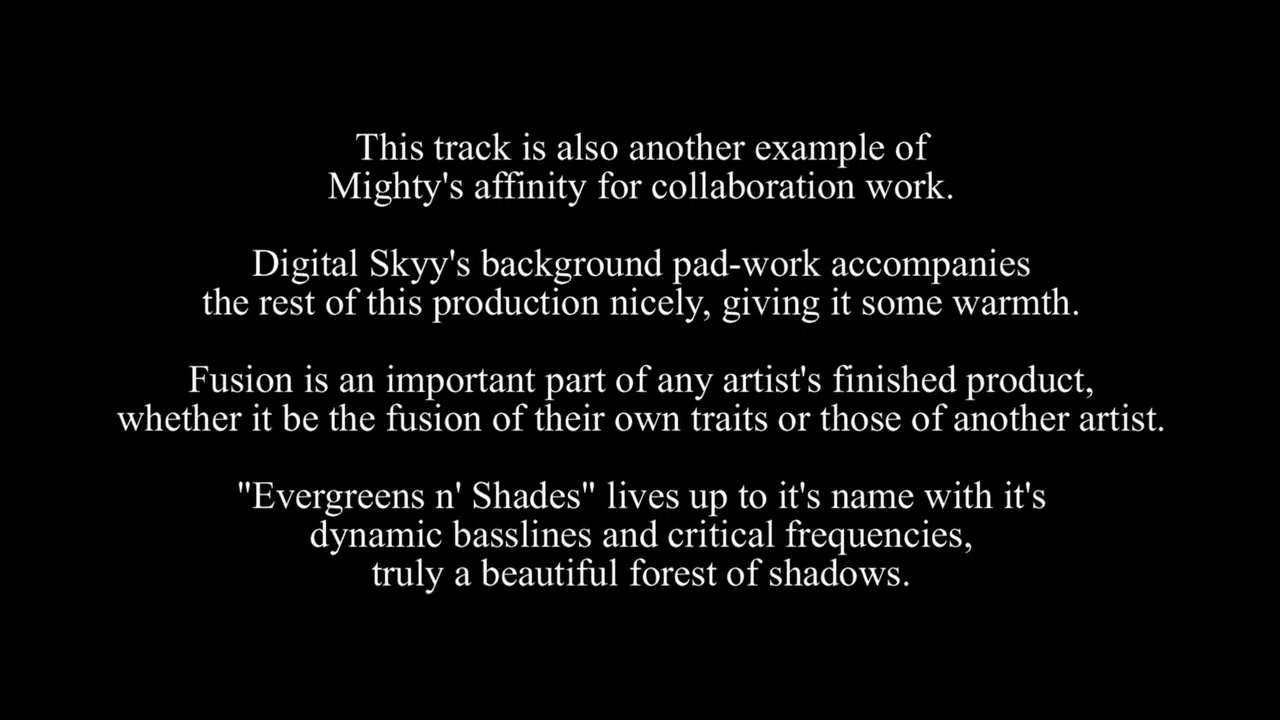 This track is also another example of
Mighty's affinity for collaboration work.
Digital Skyy's background pad-work accompanies
the rest of this production nicely, giving it some warmth.
Fusion is an important part of any artist's finished product,
whether it be the fusion of their own traits or those of another artist.
"Evergreens n' Shades" lives up to it's name with it's
dynamic basslines and critical frequencies,
truly a beautiful forest of shadows.